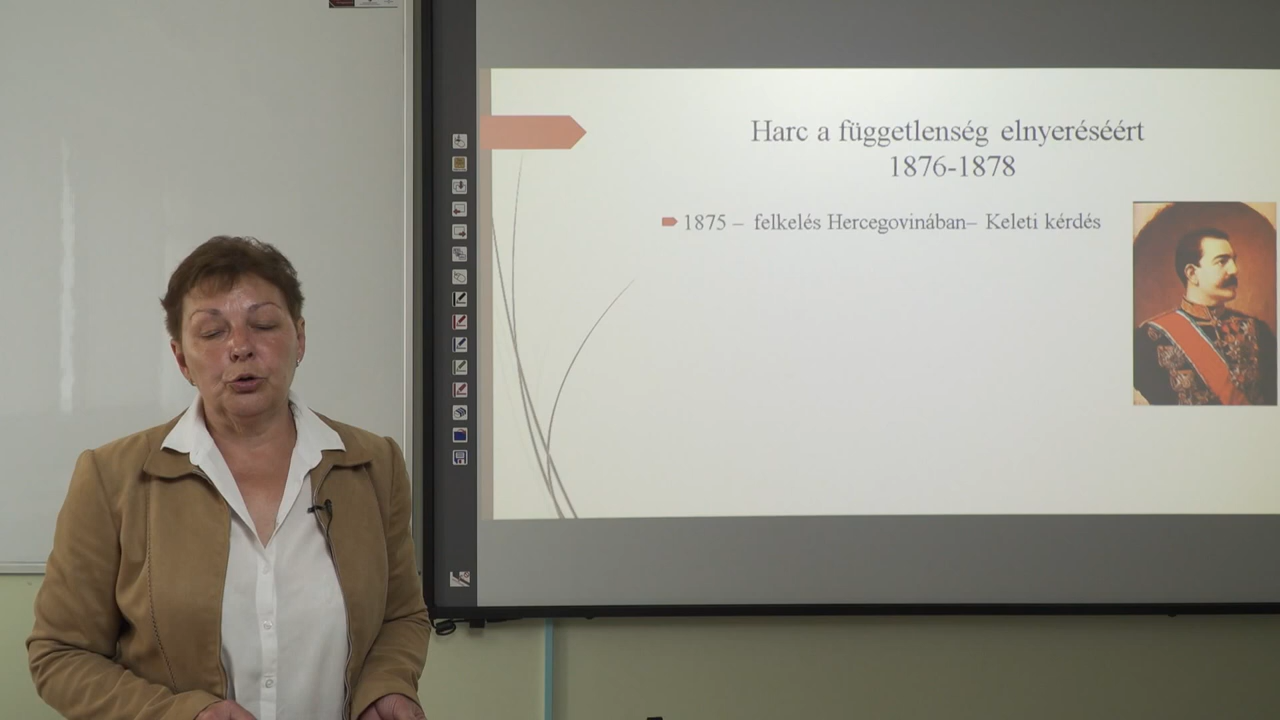 Harc a függetlenség elnyeréséért
1876-1878
1875 – felkelés Hercegovinában– Keleti kérdés